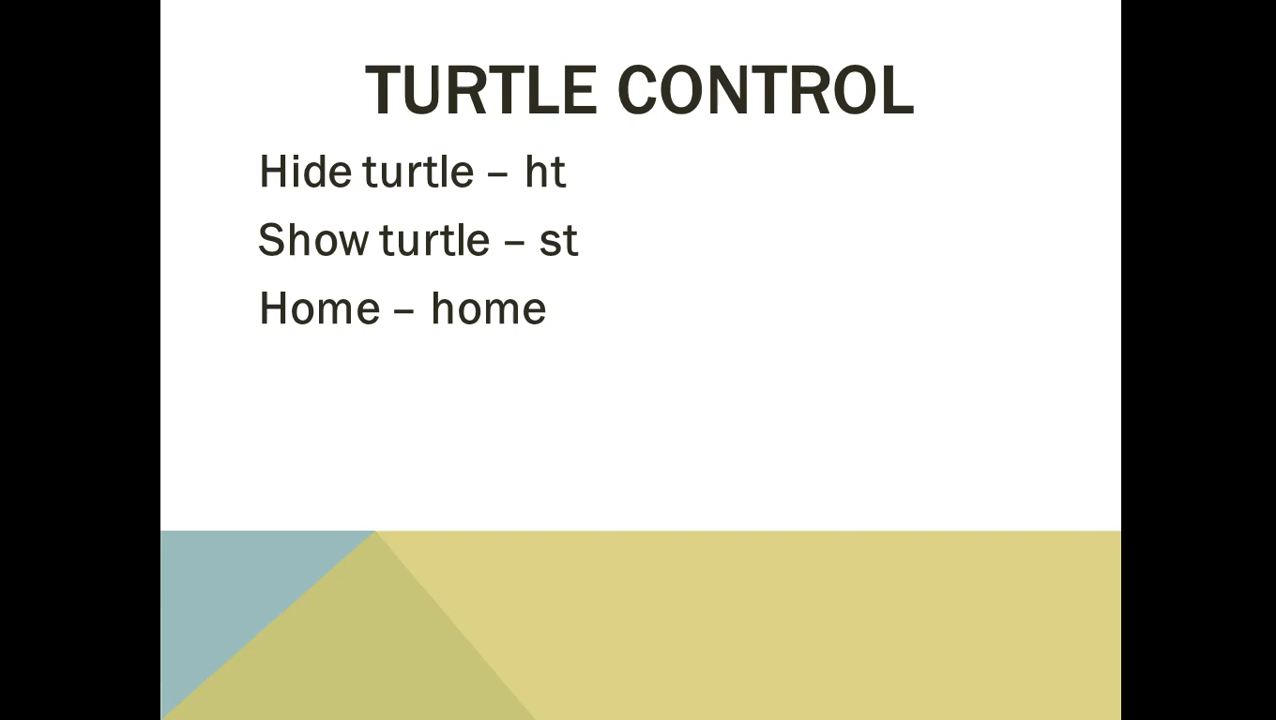 TURTLE CONTROL
Hide turtle – ht
Show turtle – st
Home – home